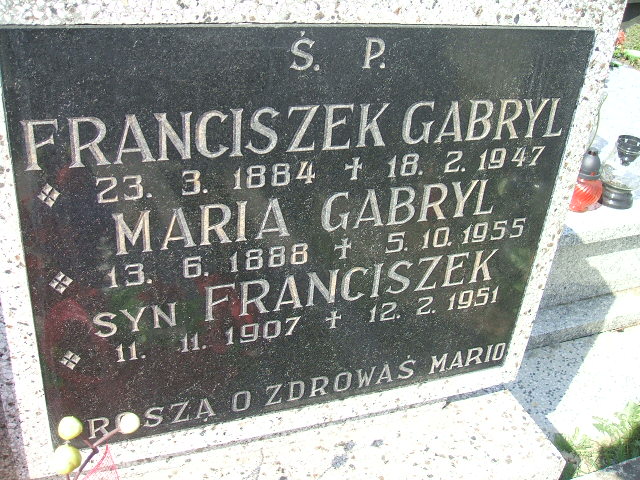 Ś. P.
FRANCISZEK GABRYL
23. 3. 1884 + 18. 2. 1947
MARIA GABRYL
13. 6. 1888 + 5. 10. 1955
SYN FRANCISZEK
11. 11. 1907 + 12. 2. 1951
ROSZĄ O ZDROWAŚ MARIO